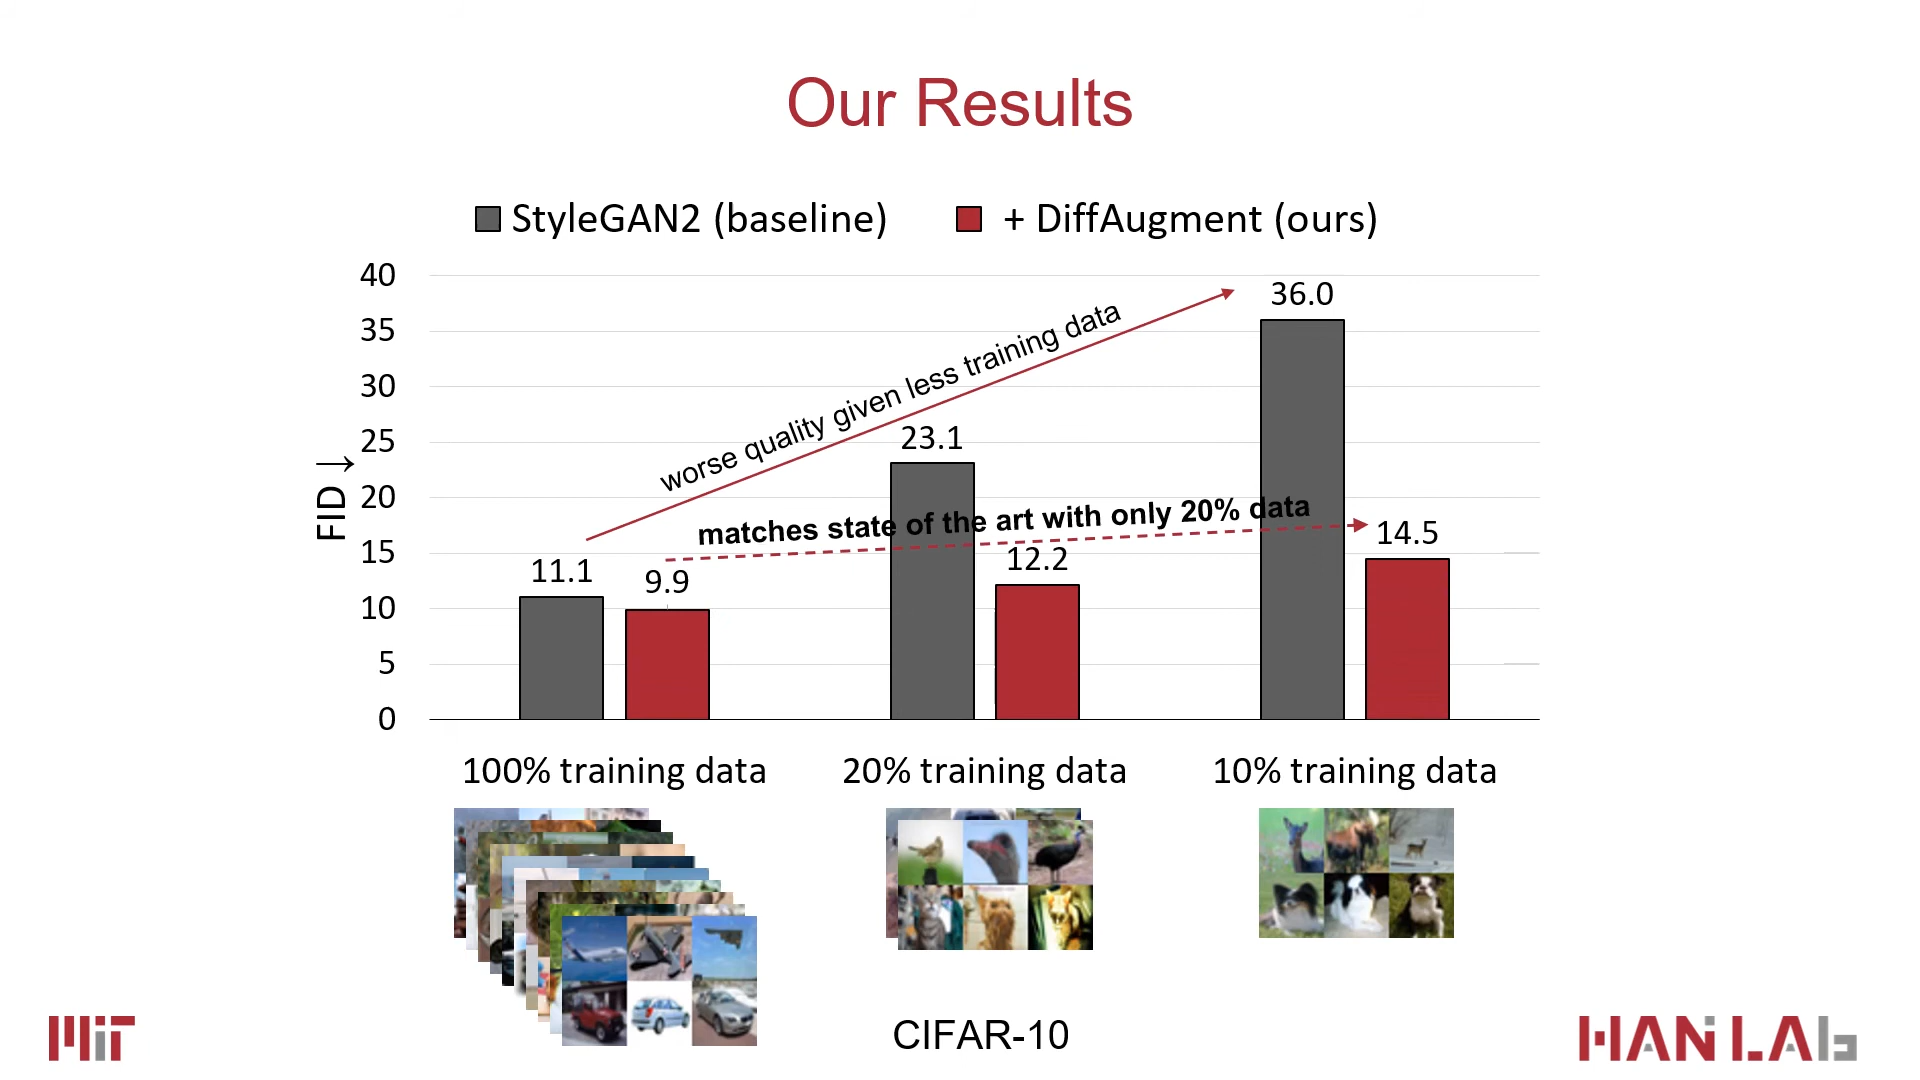 Our Results
StyleGAN2 (baseline)
+ DiffAugment (ours)
FID ↓
40
35
30
25
20
15
10
5
0
worse quality given less training data
matches state of the art with only 20% data
11.1
9.9
23.1
12.2
36.0
14.5
100% training data
20% training data
10% training data
CIFAR-10
MIT
HAN LAb